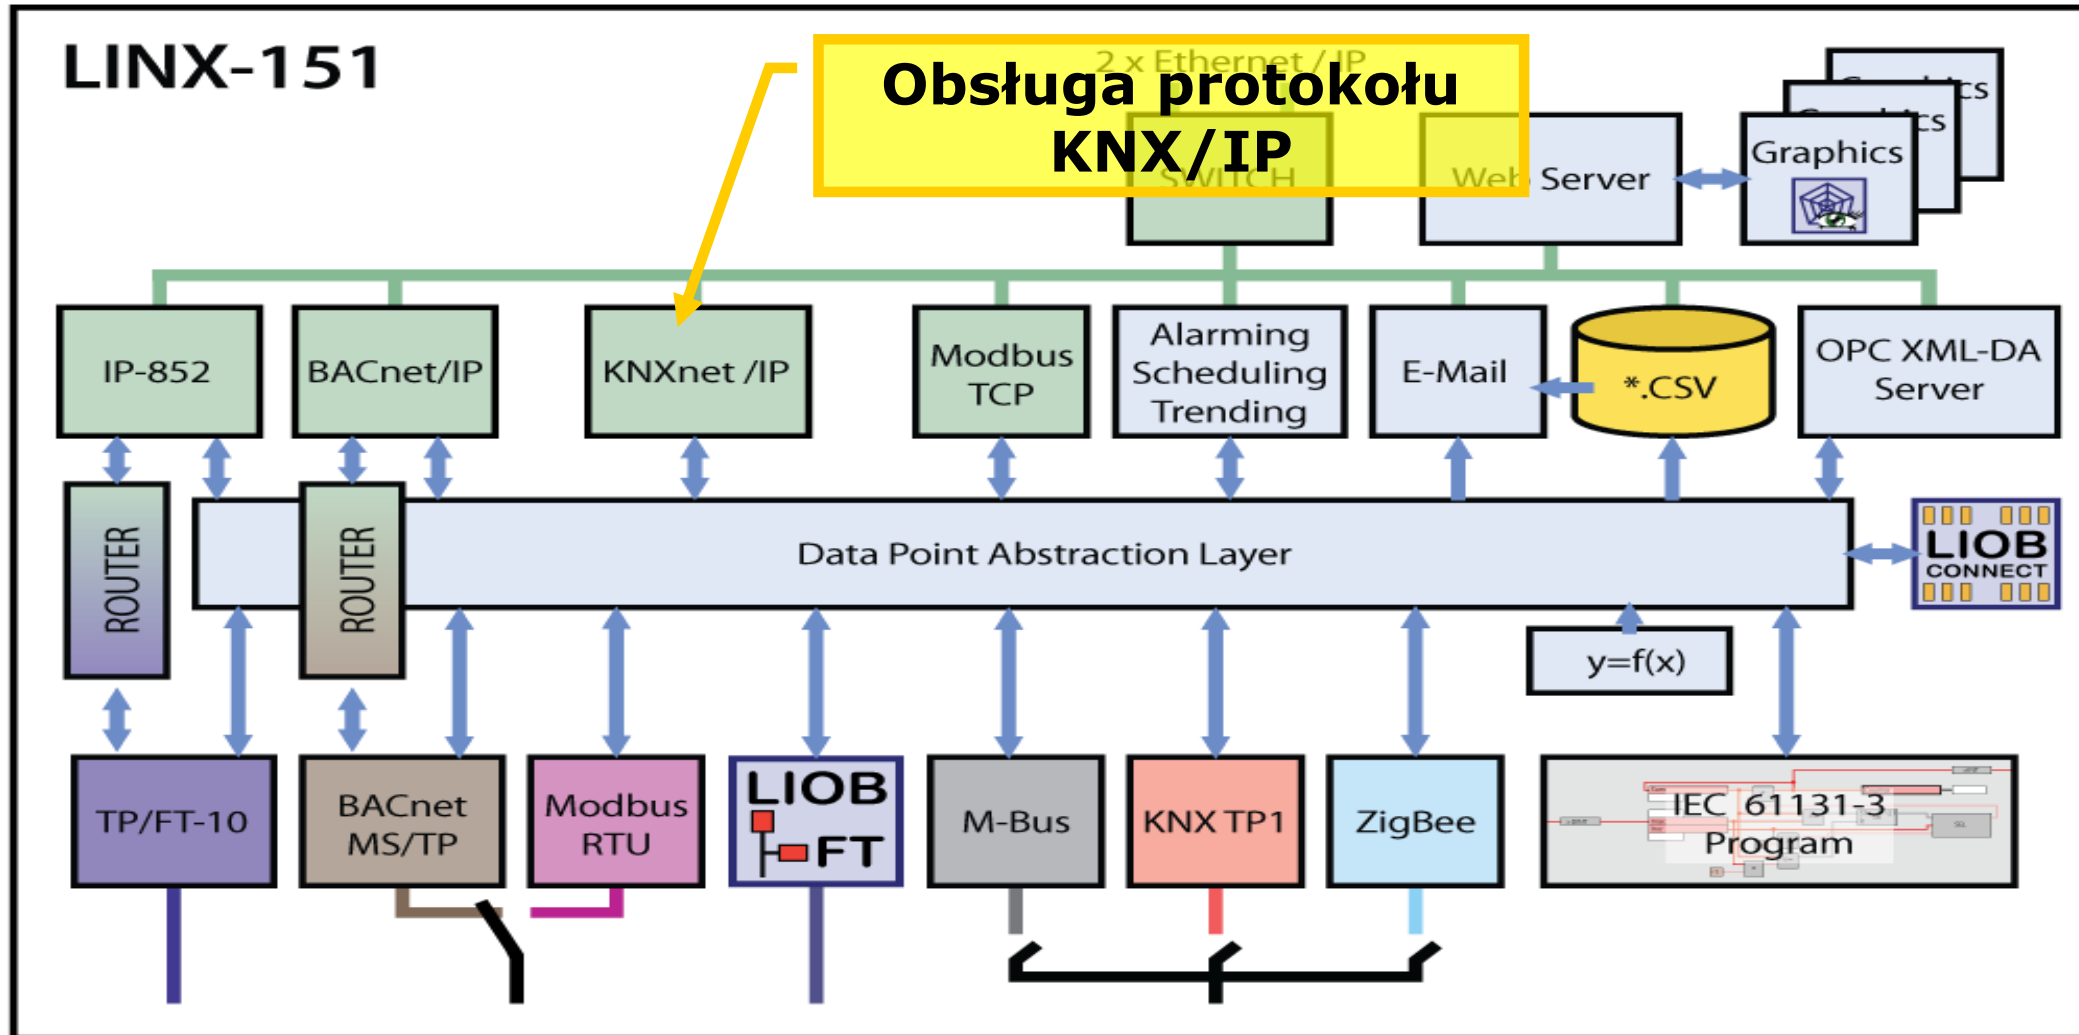 LINX-151
2 x Ethernet / IP
Obsługa protokołu
KNX/IP
SWITCH
Web Server
Graphics
IP-852
BACnet/IP
KNXnet /IP
Modbus
TCP
Alarming
Scheduling
Trending
E-Mail
*.CSV
OPC XML-DA
Server
ROUTER
ROUTER
Data Point Abstraction Layer
LIOB
CONNECT
y=f(x)
TP/FT-10
BACnet
MS/TP
Modbus
RTU
LIOB
FT
M-Bus
KNX TP1
ZigBee
IEC 61131-3
Program